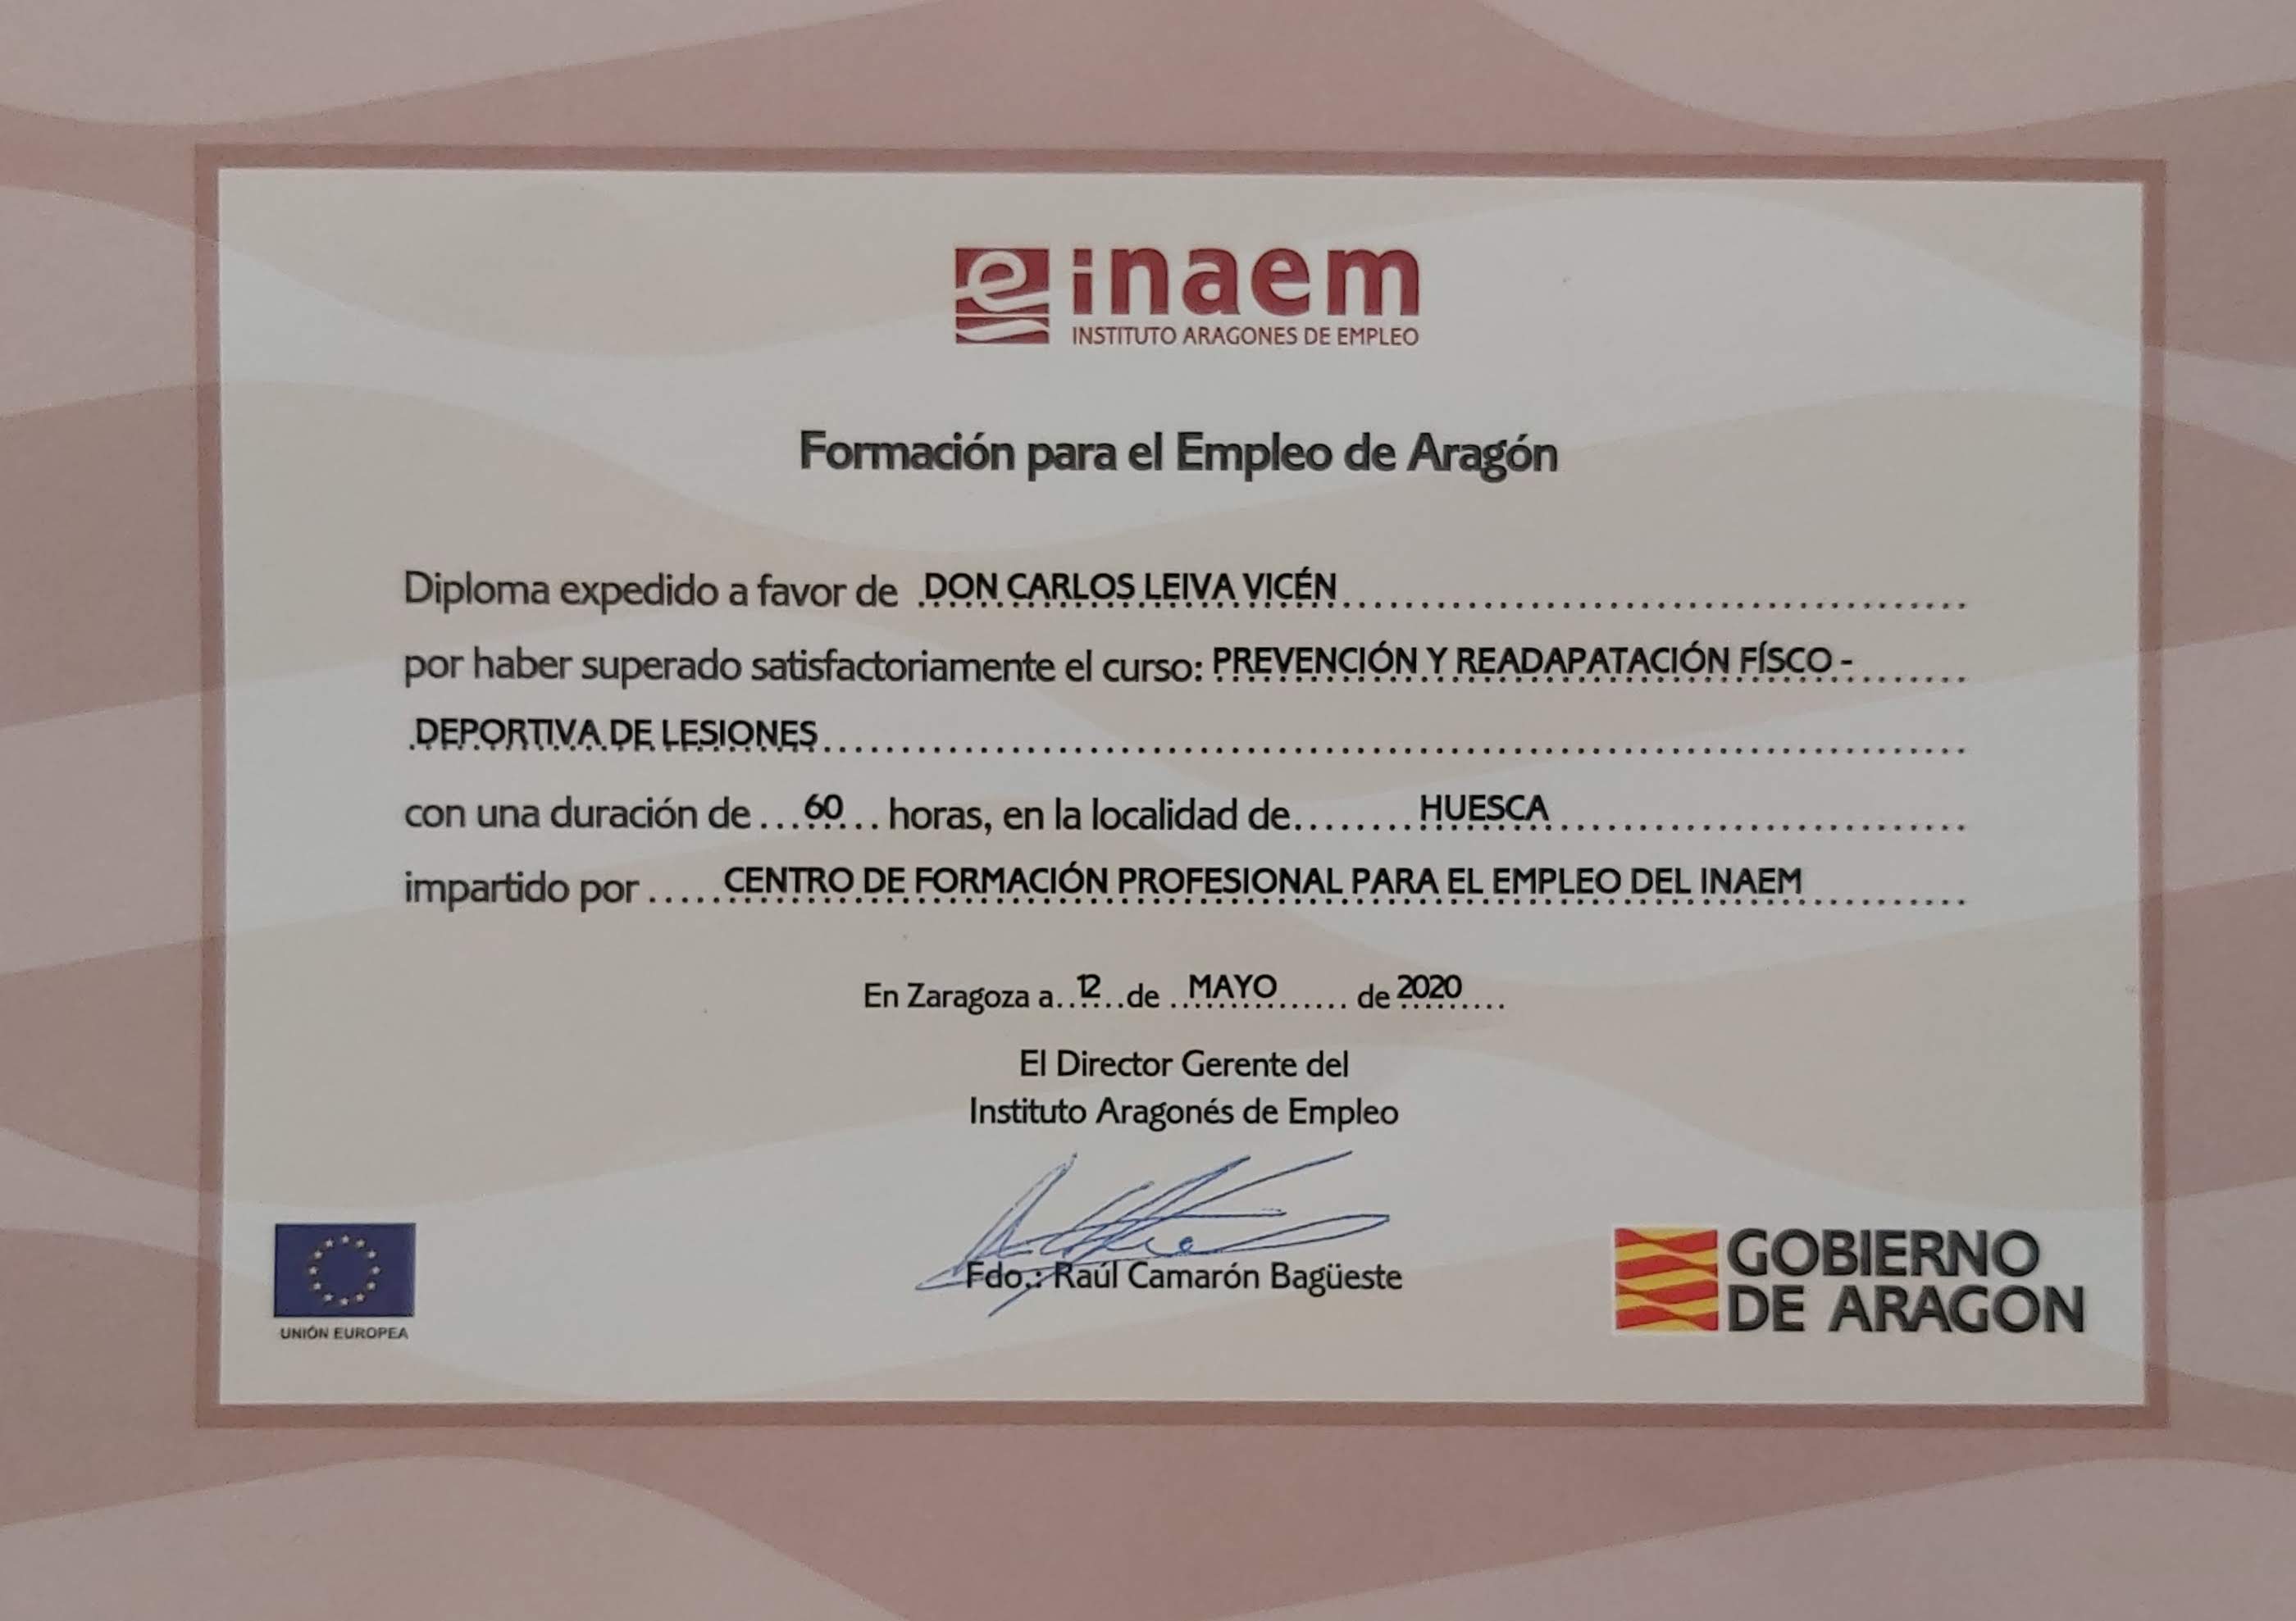 e inaem
INSTITUTO ARAGONES DE EMPLEO
Formación para el Empleo de Aragón
Diploma expedido a favor de DON CARLOS LEIVA VICÉN
por haber superado satisfactoriamente el curso: PREVENCIÓN Y READAPATACIÓN FÍSCO -
DEPORTIVA DE LESIONES
con una duración de 60 horas, en la localidad de HUESCA
impartido por CENTRO DE FORMACIÓN PROFESIONAL PARA EL EMPLEO DEL INAEM
En Zaragoza a 12 de MAYO de 2020
El Director Gerente del
Instituto Aragonés de Empleo
Fdo.: Raúl Camarón Bagüeste
UNIÓN EUROPEA
GOBIERNO
DE ARAGON